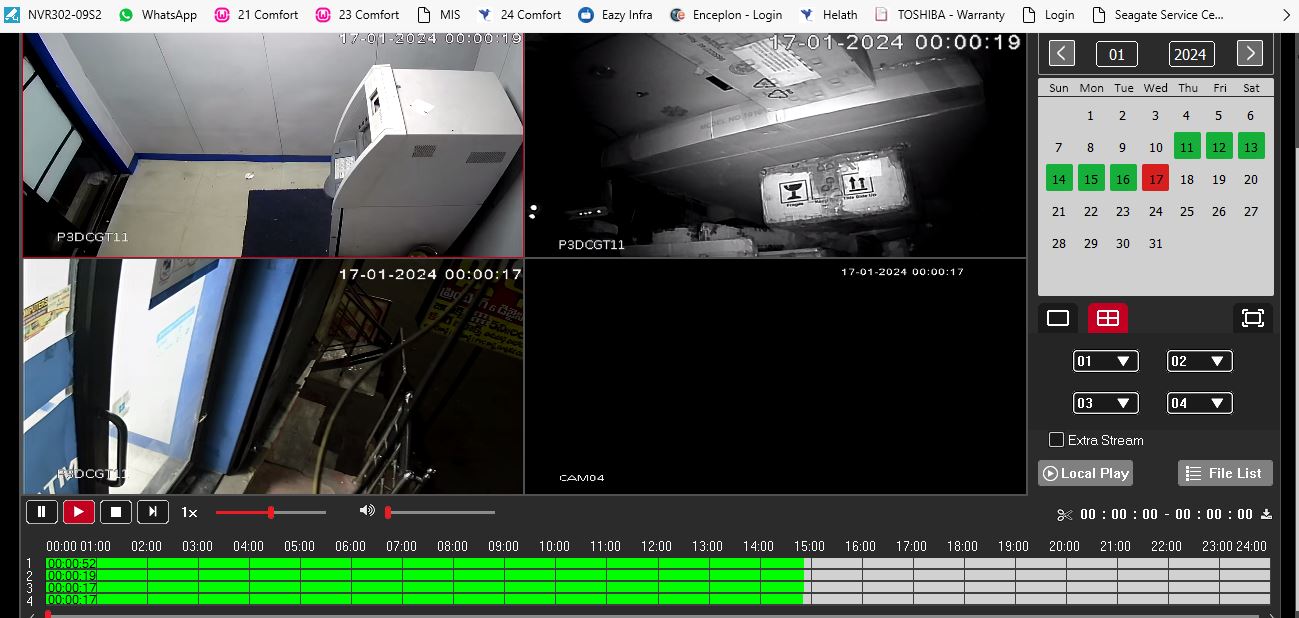 NVR302-09S2 WhatsApp 21 Comfort 23 Comfort MIS 24 Comfort Eazy Infra Enceplon - Login Helath TOSHIBA - Warranty Login Seagate Service Ce...
17-01-2024 00:00:19
P3DCGT11
17-01-2024 00:00:19
MODEL NO
Fragile
This Side Up
P3DCGT11
17-01-2024 00:00:17
P3DCGT11
17-01-2024 00:00:17
CAM04
01 2024
Sun Mon Tue Wed Thu Fri Sat
1 2 3 4 5 6
7 8 9 10 11 12 13
14 15 16 17 18 19 20
21 22 23 24 25 26 27
28 29 30 31
01 02
03 04
Extra Stream
Local Play File List
1x
00 : 00 : 00 - 00 : 00 : 00
00:00 01:00 02:00 03:00 04:00 05:00 06:00 07:00 08:00 09:00 10:00 11:00 12:00 13:00 14:00 15:00 16:00 17:00 18:00 19:00 20:00 21:00 22:00 23:00 24:00
1 00:00:52
2 00:00:19
3 00:00:17
4 00:00:17